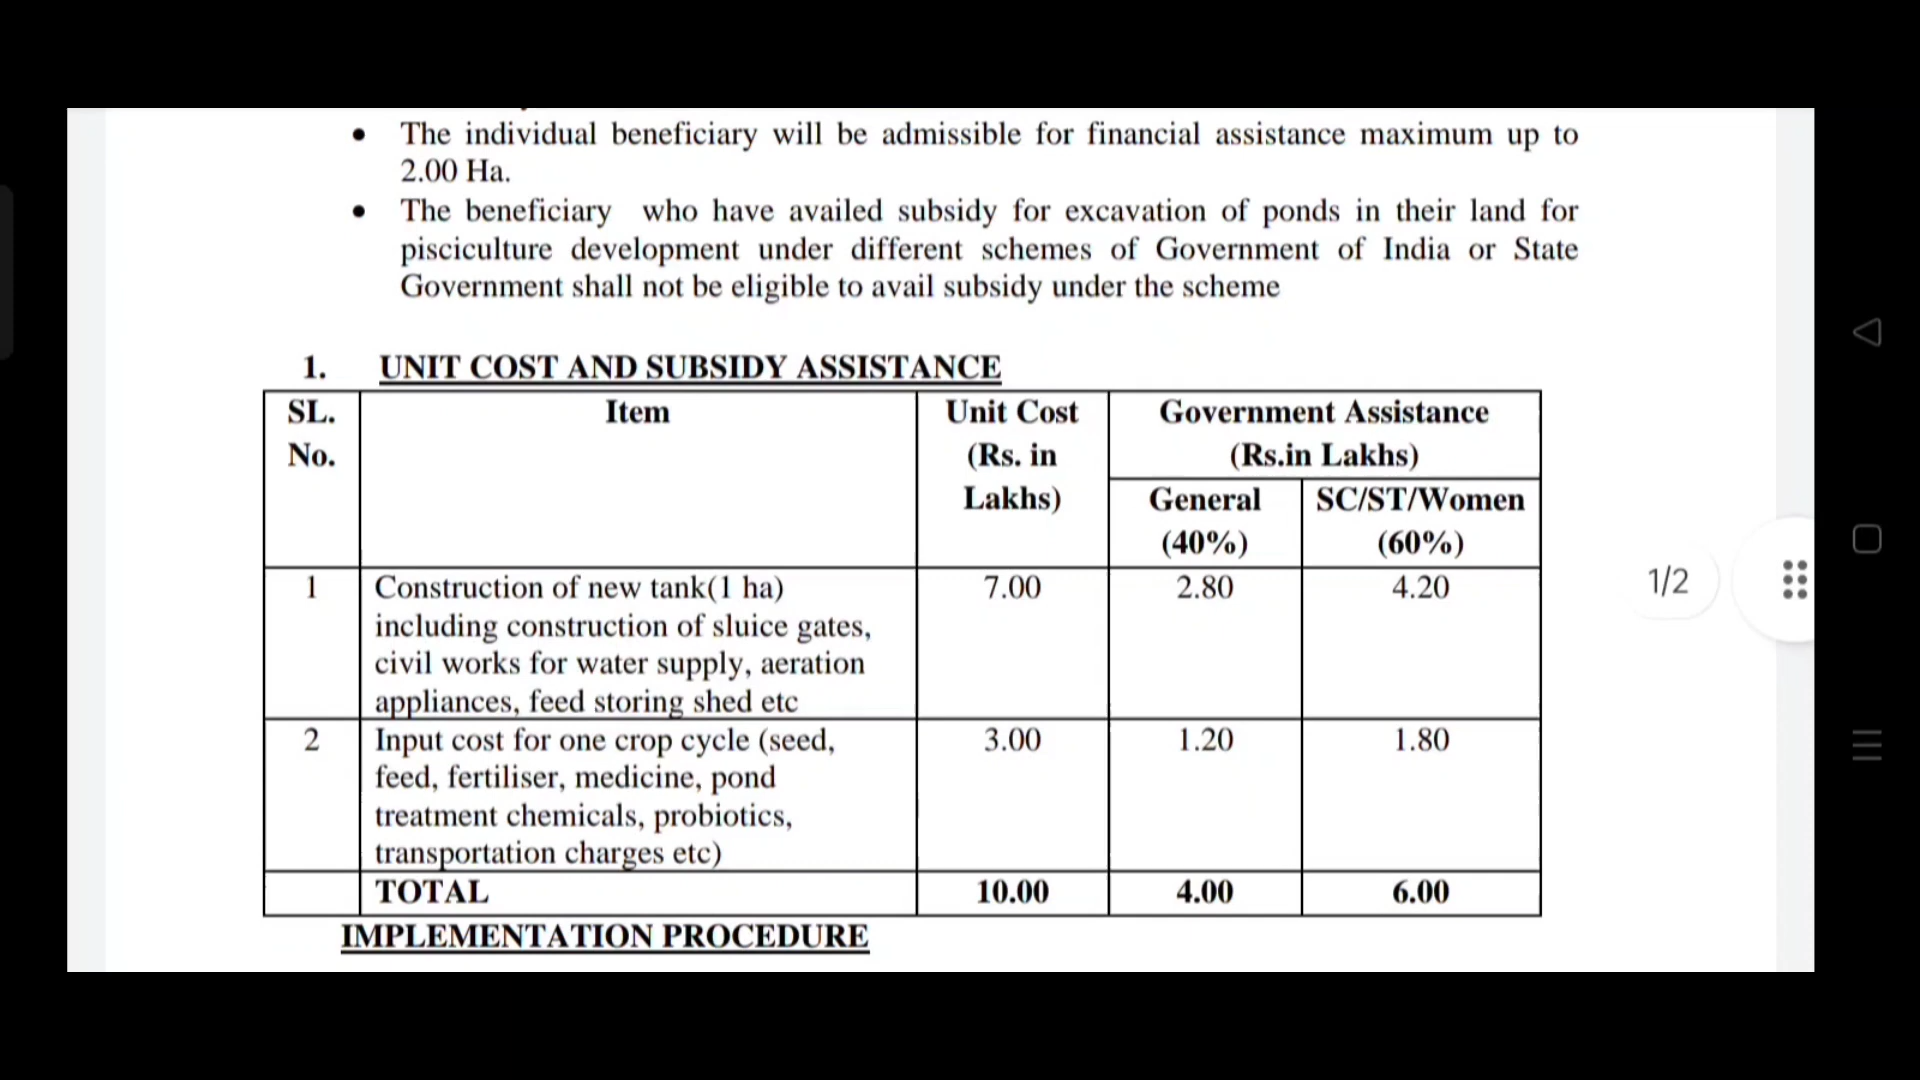 • The individual beneficiary will be admissible for financial assistance maximum up to
2.00 Ha.
• The beneficiary who have availed subsidy for excavation of ponds in their land for
pisciculture development under different schemes of Government of India or State
Government shall not be eligible to avail subsidy under the scheme
1. UNIT COST AND SUBSIDY ASSISTANCE
SL. Item Unit Cost Government Assistance
No. (Rs. in (Rs.in Lakhs)
Lakhs) General SC/ST/Women
(40%) (60%)
1 Construction of new tank(1 ha) 7.00 2.80 4.20
including construction of sluice gates,
civil works for water supply, aeration
appliances, feed storing shed etc
2 Input cost for one crop cycle (seed, 3.00 1.20 1.80
feed, fertiliser, medicine, pond
treatment chemicals, probiotics,
transportation charges etc)
TOTAL 10.00 4.00 6.00
IMPLEMENTATION PROCEDURE
1/2